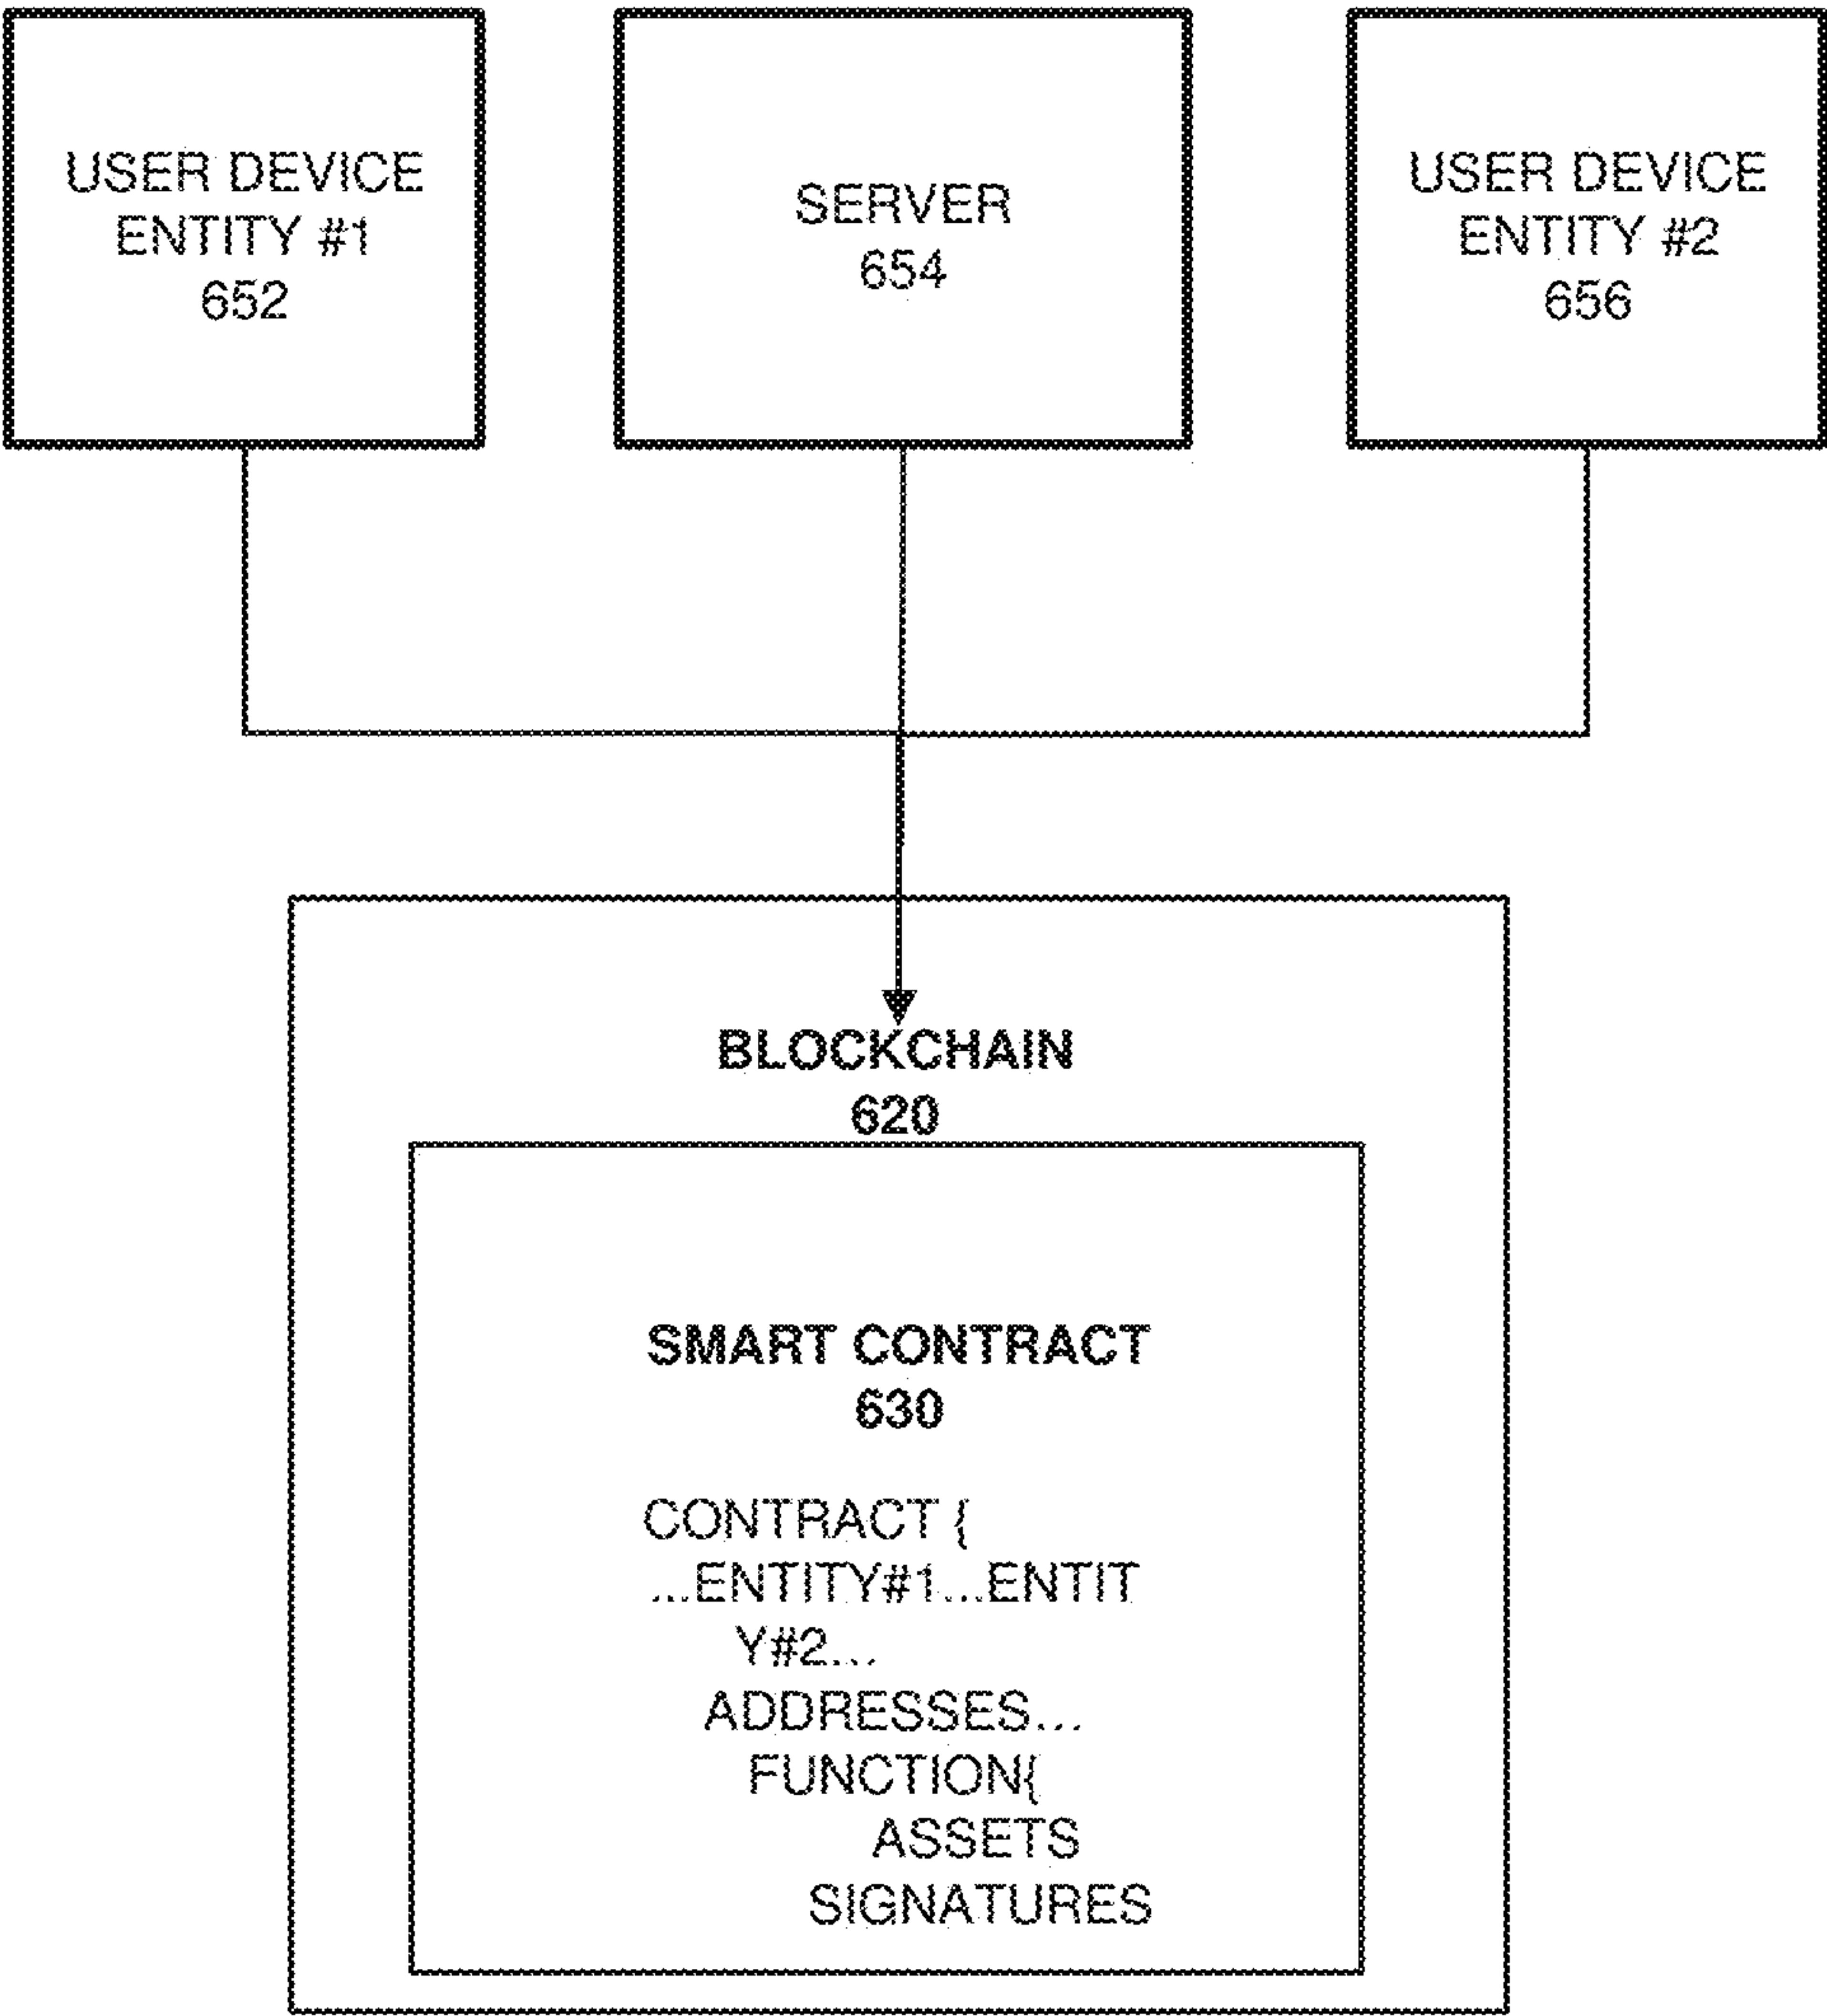 USER DEVICE
ENTITY #1
652
SERVER
654
USER DEVICE
ENTITY #2
656
BLOCKCHAIN
620
SMART CONTRACT
630
CONTRACT {
...ENTITY#1...ENTIT
Y#2...
ADDRESSES...
FUNCTION{
ASSETS
SIGNATURES